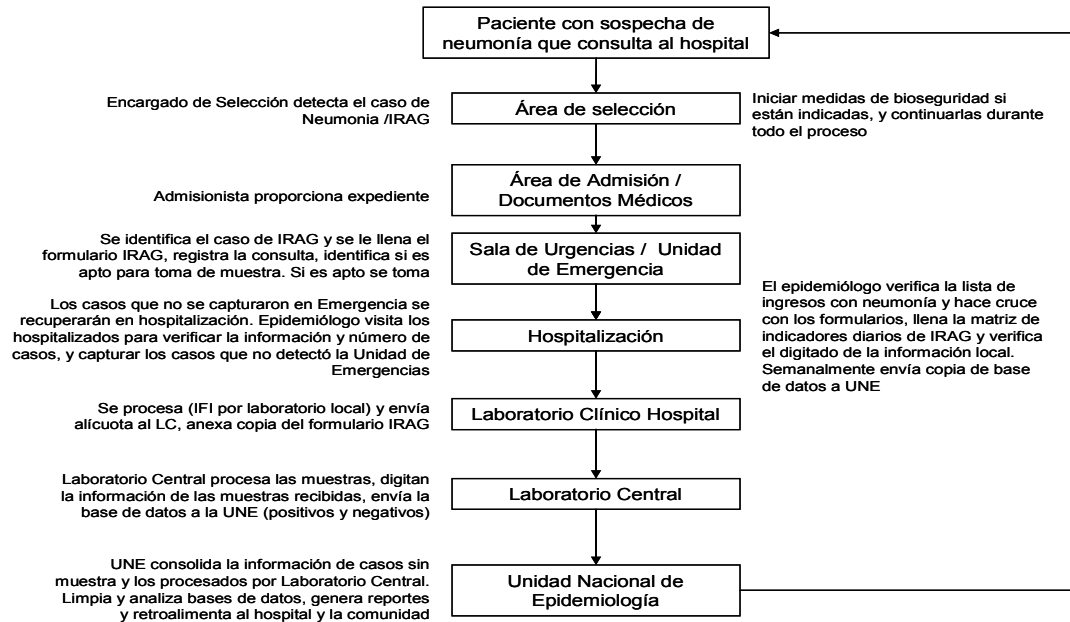 Paciente con sospecha de
neumonía que consulta al hospital
Encargado de Selección detecta el caso de
Neumonia /IRAG
Área de selección
Iniciar medidas de bioseguridad si
están indicadas, y continuarlas durante
todo el proceso
Admisionista proporciona expediente
Área de Admisión /
Documentos Médicos
Se identifica el caso de IRAG y se le llena el
formulario IRAG, registra la consulta, identifica si es
apto para toma de muestra. Si es apto se toma
Sala de Urgencias / Unidad
de Emergencia
Los casos que no se capturaron en Emergencia se
recuperarán en hospitalización. Epidemiólogo visita los
hospitalizados para verificar la información y número de
casos, y capturar los casos que no detectó la Unidad de
Emergencias
Hospitalización
El epidemiólogo verifica la lista de
ingresos con neumonía y hace cruce
con los formularios, llena la matriz de
indicadores diarios de IRAG y verifica
el digitado de la información local.
Semanalmente envía copia de base
de datos a UNE
Se procesa (IFI por laboratorio local) y envía
alícuota al LC, anexa copia del formulario IRAG
Laboratorio Clínico Hospital
Laboratorio Central procesa las muestras, digitan
la información de las muestras recibidas, envía la
base de datos a la UNE (positivos y negativos)
Laboratorio Central
UNE consolida la información de casos sin
muestra y los procesados por Laboratorio Central.
Limpia y analiza bases de datos, genera reportes
y retroalimenta al hospital y la comunidad
Unidad Nacional de
Epidemiología